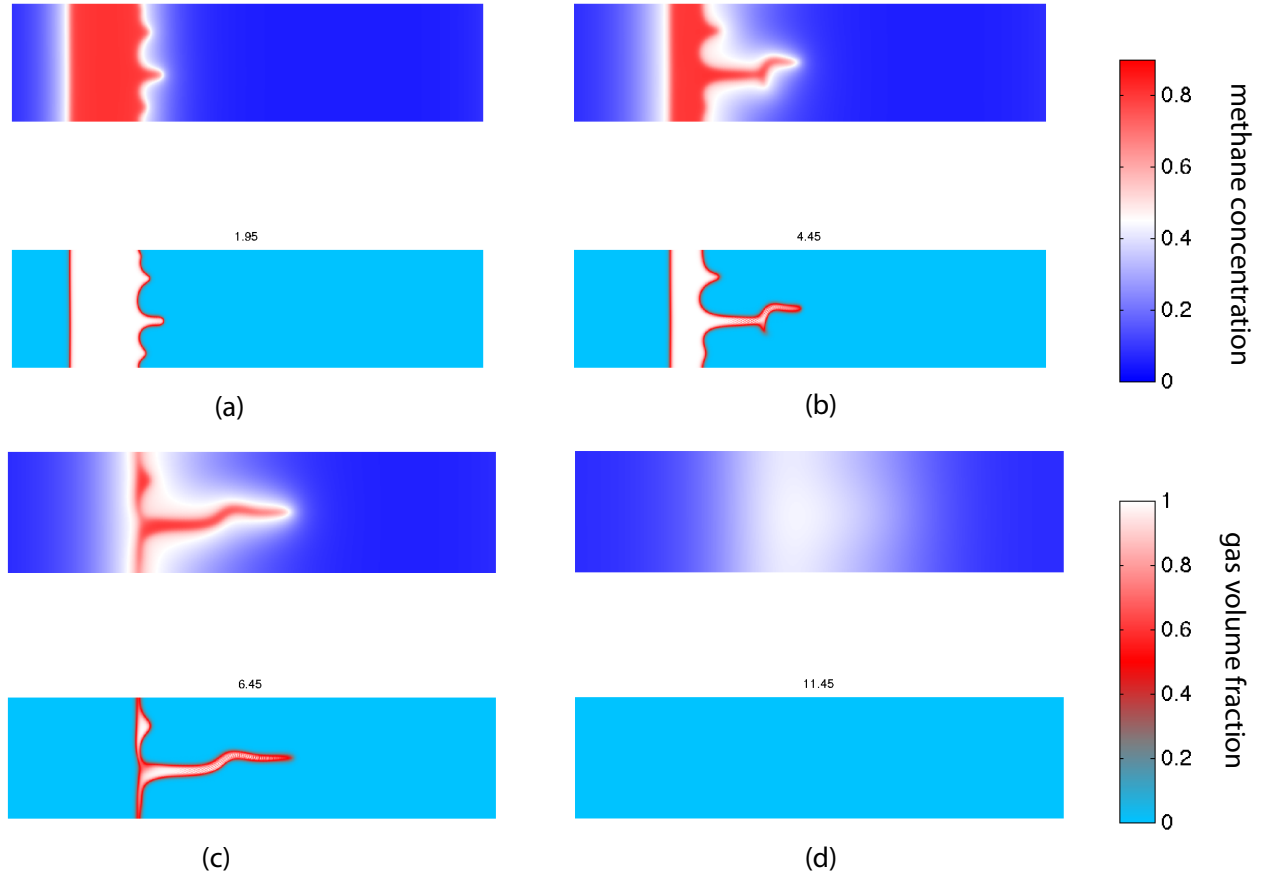 1.95
4.45
(a)
(b)
6.45
11.45
(c)
(d)
0.8
0.6
0.4
0.2
0
methane concentration
1
0.8
0.6
0.4
0.2
0
gas volume fraction